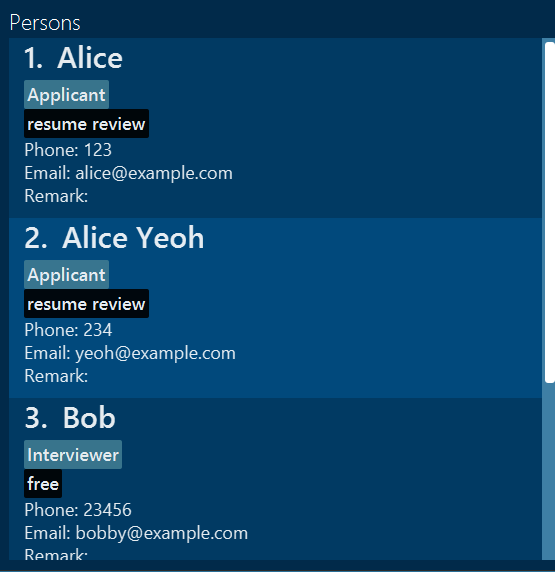 Persons
1. Alice
Applicant
resume review
Phone: 123
Email: alice@example.com
Remark:
2. Alice Yeoh
Applicant
resume review
Phone: 234
Email: yeoh@example.com
Remark:
3. Bob
Interviewer
free
Phone: 23456
Email: bobby@example.com
Remark: